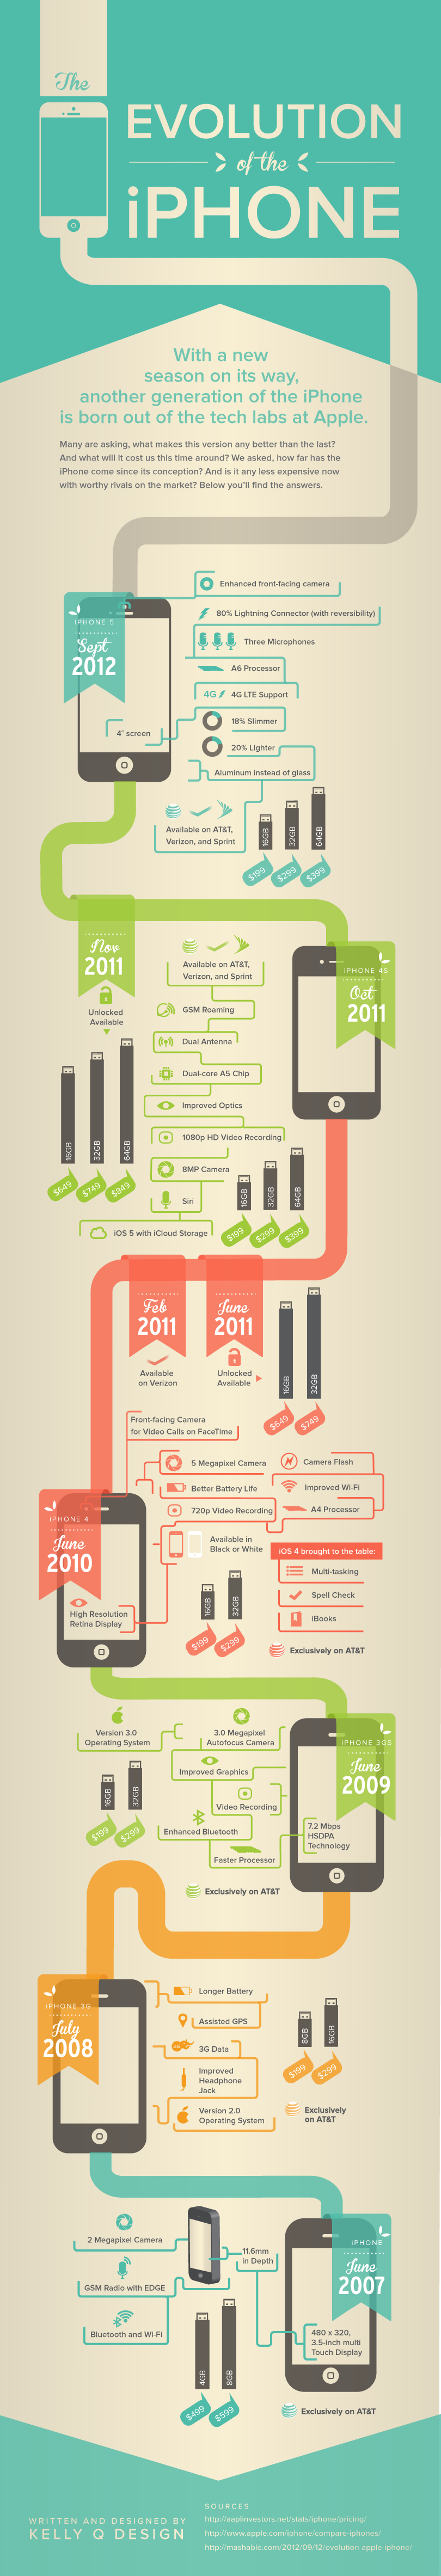 The
EVOLUTION
of the
iPHONE
With a new
season on its way,
another generation of the iPhone
is born out of the tech labs at Apple.
Many are asking, what makes this version any better than the last?
And what will it cost us this time around? We asked, how far has the
iPhone come since its conception? And is it any less expensive now
with worthy rivals on the market? Below you'll find the answers.
IPHONE 5
Sept
2012
Enhanced front-facing camera
80% Lightning Connector (with reversibility)
Three Microphones
A6 Processor
4G
4G LTE Support
18% Slimmer
4" screen
20% Lighter
Aluminum instead of glass
Available on AT&T,
Verizon, and Sprint
16GB
32GB
64GB
$199
$299
$399
Nov
2011
Unlocked
Available
16GB
32GB
64GB
$649
$749
$849
IPHONE 4S
Oct
2011
Available on AT&T,
Verizon, and Sprint
GSM Roaming
Dual Antenna
Dual-core A5 Chip
Improved Optics
1080p HD Video Recording
8MP Camera
Siri
iOS 5 with iCloud Storage
16GB
32GB
64GB
$199
$299
$399
Feb
2011
Available
on Verizon
June
2011
Unlocked
Available
16GB
32GB
$649
$749
Front-facing Camera
for Video Calls on FaceTime
5 Megapixel Camera
Camera Flash
Better Battery Life
Improved Wi-Fi
720p Video Recording
A4 Processor
IPHONE 4
June
2010
Available in
Black or White
High Resolution
Retina Display
16GB
32GB
$199
$299
iOS 4 brought to the table:
Multi-tasking
Spell Check
iBooks
Exclusively on AT&T
Version 3.0
Operating System
3.0 Megapixel
Autofocus Camera
IPHONE 3GS
June
2009
Improved Graphics
Video Recording
Enhanced Bluetooth
Faster Processor
7.2 Mbps
HSDPA
Technology
16GB
32GB
$199
$299
Exclusively on AT&T
IPHONE 3G
July
2008
Longer Battery
Assisted GPS
3G Data
Improved
Headphone
Jack
Version 2.0
Operating System
8GB
16GB
$199
$299
Exclusively
on AT&T
2 Megapixel Camera
GSM Radio with EDGE
Bluetooth and Wi-Fi
11.6mm
in Depth
IPHONE
June
2007
480 x 320,
3.5-inch multi
Touch Display
4GB
8GB
$499
$599
Exclusively on AT&T
WRITTEN AND DESIGNED BY
KELLY Q DESIGN
SOURCES
http://aaplinvestors.net/stats/iphone/pricing/
http://www.apple.com/iphone/compare-iphones/
http://mashable.com/2012/09/12/evolution-apple-iphone/